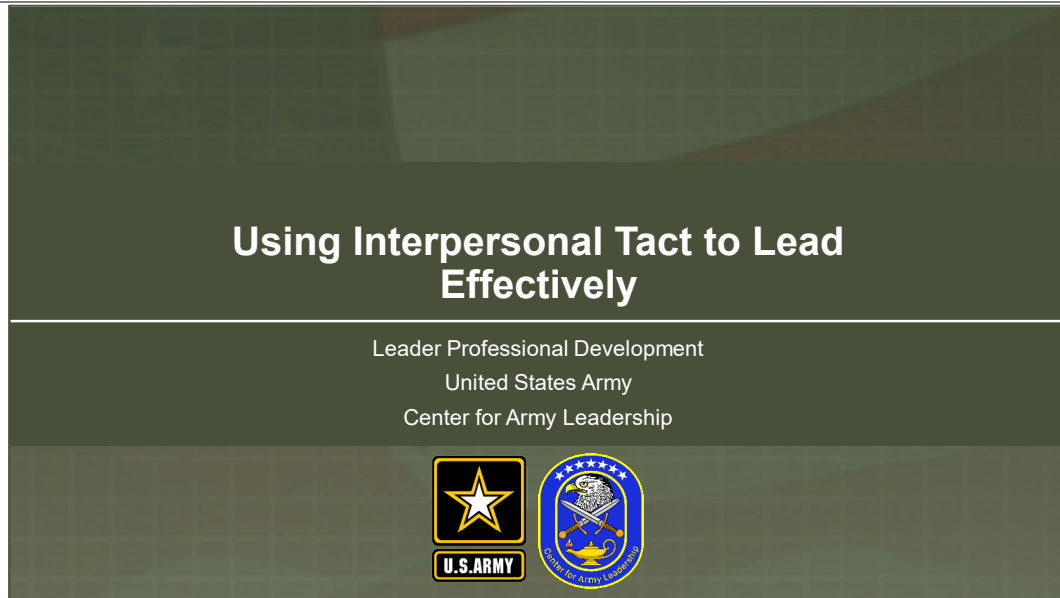 Using Interpersonal Tact to Lead
Effectively
Leader Professional Development
United States Army
Center for Army Leadership
U.S.ARMY
Center for Army Leadership